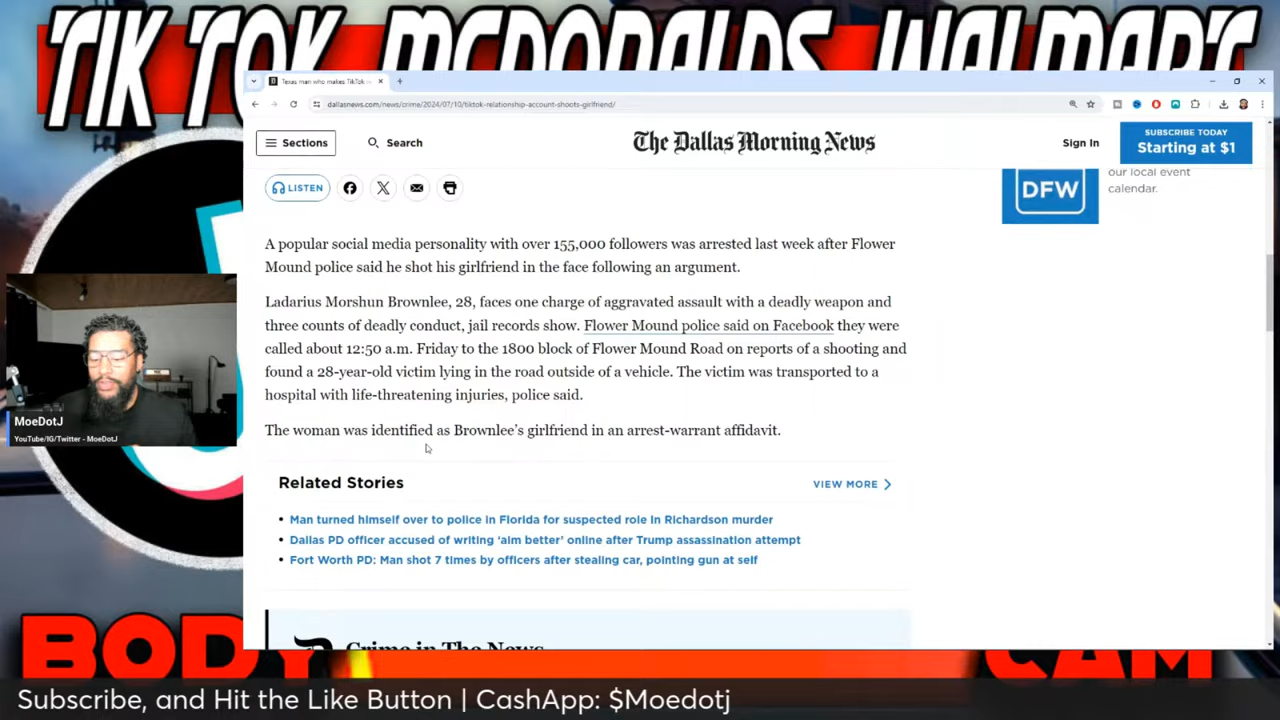 TIK TOK MCDONALDS WALMART
Texas man who makes TikTok
dallasnews.com/news/crime/2024/07/10/tiktok-relationship-account-shoots-girlfriend/
Sections
Search
The Dallas Morning News
Sign In
SUBSCRIBE TODAY
Starting at $1
LISTEN
DFW
our local event
calendar.
A popular social media personality with over 155,000 followers was arrested last week after Flower
Mound police said he shot his girlfriend in the face following an argument.
Ladarius Morshun Brownlee, 28, faces one charge of aggravated assault with a deadly weapon and
three counts of deadly conduct, jail records show. Flower Mound police said on Facebook they were
called about 12:50 a.m. Friday to the 1800 block of Flower Mound Road on reports of a shooting and
found a 28-year-old victim lying in the road outside of a vehicle. The victim was transported to a
hospital with life-threatening injuries, police said.
The woman was identified as Brownlee's girlfriend in an arrest-warrant affidavit.
Related Stories
VIEW MORE
Man turned himself over to police in Florida for suspected role in Richardson murder
Dallas PD officer accused of writing 'aim better' online after Trump assassination attempt
Fort Worth PD: Man shot 7 times by officers after stealing car, pointing gun at self
Crime in The News
MoeDotJ
YouTube/IG/Twitter - MoeDotJ
BODY CAM
Subscribe, and Hit the Like Button | CashApp: $Moedotj